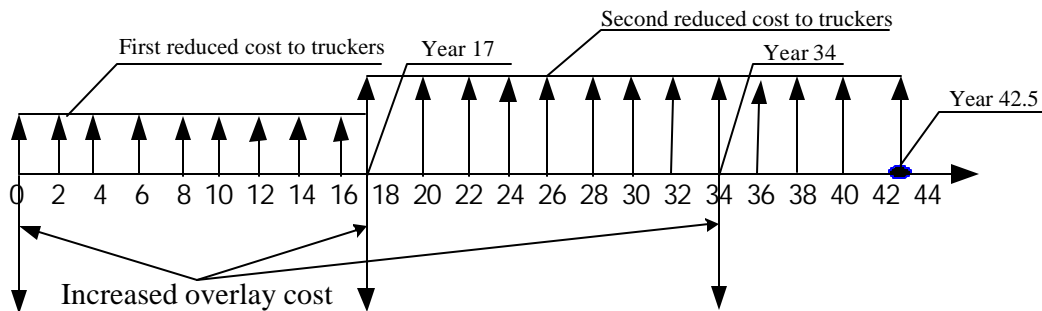 Second reduced cost to truckers
First reduced cost to truckers
Year 17
Year 34
Year 42.5
0 2 4 6 8 10 12 14 16 18 20 22 24 26 28 30 32 34 36 38 40 42 44
Increased overlay cost